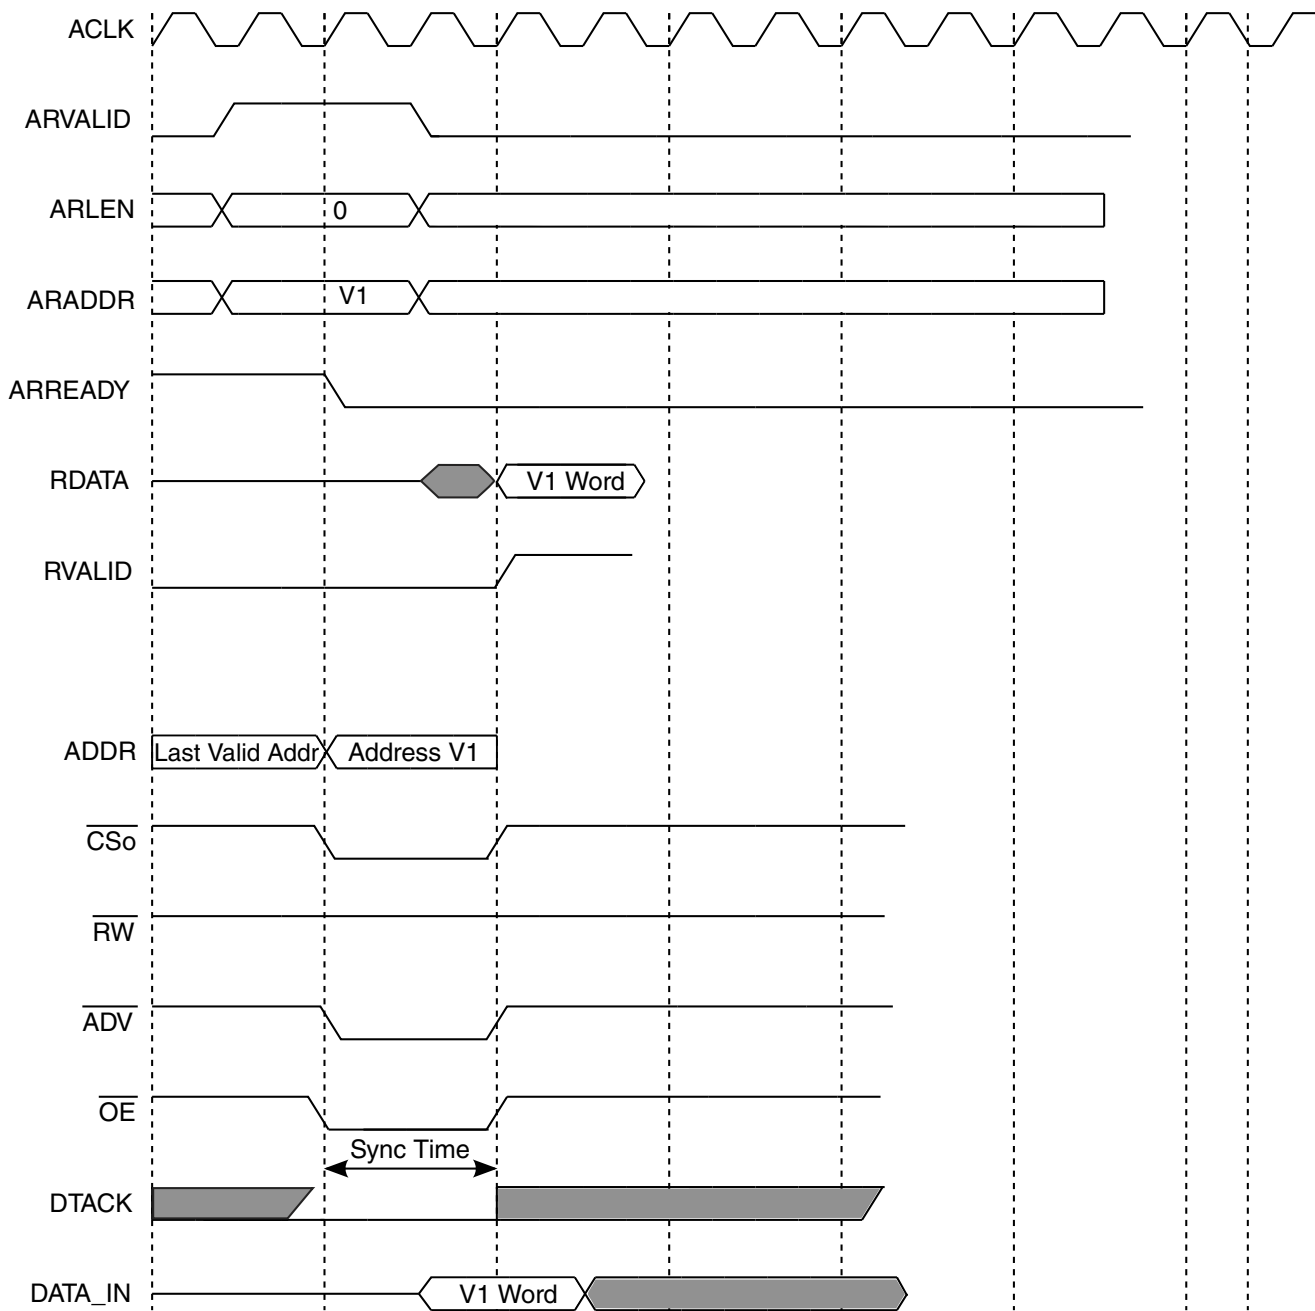 ACLK
ARVALID
ARLEN 0
ARADDR V1
ARREADY
RDATA V1 Word
RVALID
ADDR Last Valid Addr Address V1
CSo
RW
ADV
OE
Sync Time
DTACK
DATA_IN V1 Word